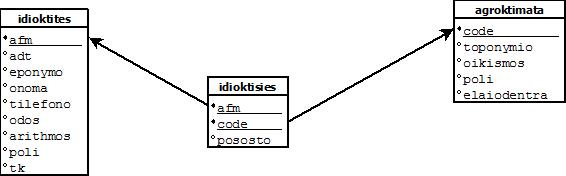 idioktites
afm
adt
eponymo
onoma
tilefono
odos
arithmos
poli
tk
idioktisies
afm
code
pososto
agroktimata
code
toponymio
oikismos
poli
elaiodentra